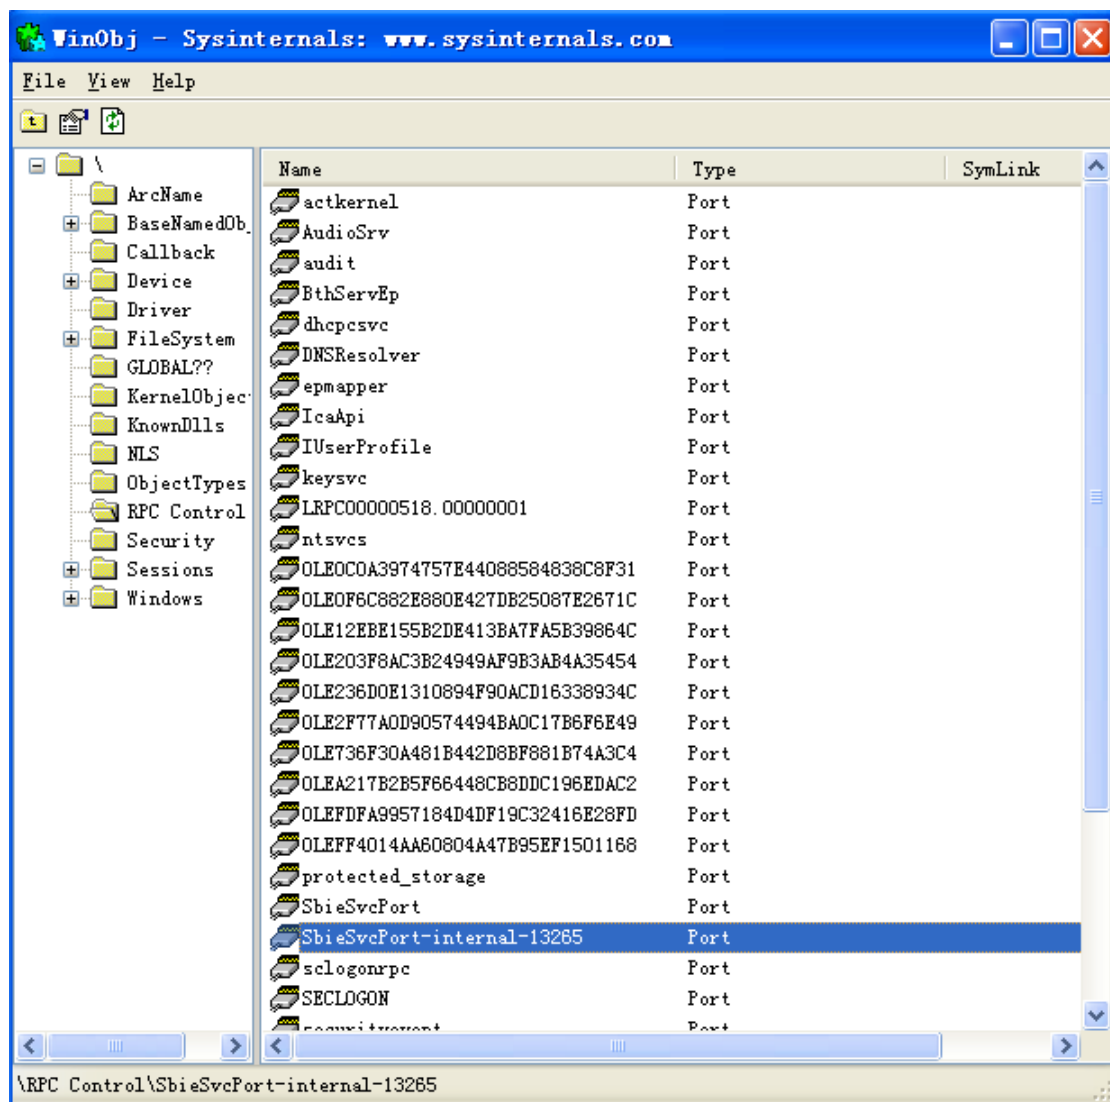 WinObj - Sysinternals: www.sysinternals.com
File View Help
\
ArcName
BaseNamedOb
Callback
Device
Driver
FileSystem
GLOBAL??
KernelObjec
KnownDlls
NLS
ObjectTypes
RPC Control
Security
Sessions
Windows
Name Type SymLink
actkernel Port
AudioSrv Port
audit Port
BthServEp Port
dhcpcsvc Port
DNSResolver Port
epmapper Port
IcaApi Port
IUserProfile Port
keysvc Port
LRPC00000518.00000001 Port
ntsvcs Port
OLE0C0A3974757E44088584838C8F31 Port
OLE0F6C882E880E427DB25087E2671C Port
OLE12EBE155B2DE413BA7FA5B39864C Port
OLE203F8AC3B24949AF9B3AB4A35454 Port
OLE236D0E1310894F90ACD16338934C Port
OLE2F77A0D90574494BA0C17B6F6E49 Port
OLE736F30A481B442D8BF881B74A3C4 Port
OLEA217B2B5F66448CB8DDC196EDAC2 Port
OLEFDFA9957184D4DF19C32416E28FD Port
OLEFF4014AA60804A47B95EF1501168 Port
protected_storage Port
SbieSvcPort Port
SbieSvcPort-internal-13265 Port
sclogonrpc Port
SECLOGON Port
securityevent Port
\RPC Control\SbieSvcPort-internal-13265